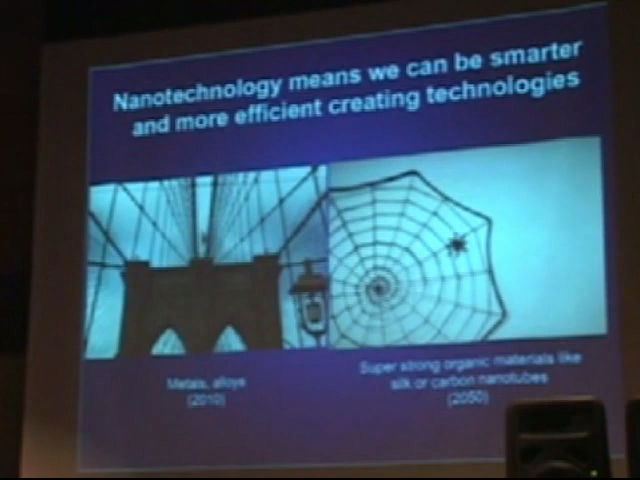 Nanotechnology means we can be smarter
and more efficient creating technologies
Metals, alloys
(2010)
Super strong organic materials like
silk or carbon nanotubes
(2050)